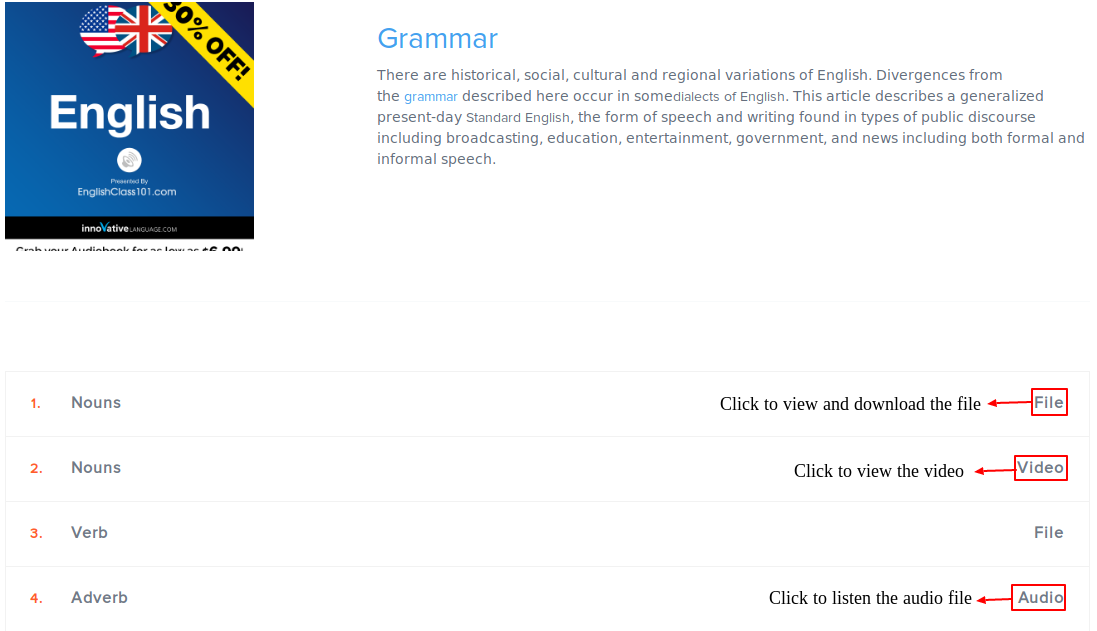 30% OFF!
English
Presented By
EnglishClass101.com
innoVative LANGUAGE.COM
Grab your Audiobook for as low as $6.99!
Grammar
There are historical, social, cultural and regional variations of English. Divergences from
the grammar described here occur in somedialects of English. This article describes a generalized
present-day Standard English, the form of speech and writing found in types of public discourse
including broadcasting, education, entertainment, government, and news including both formal and
informal speech.
1. Nouns Click to view and download the file File
2. Nouns Click to view the video Video
3. Verb File
4. Adverb Click to listen the audio file Audio